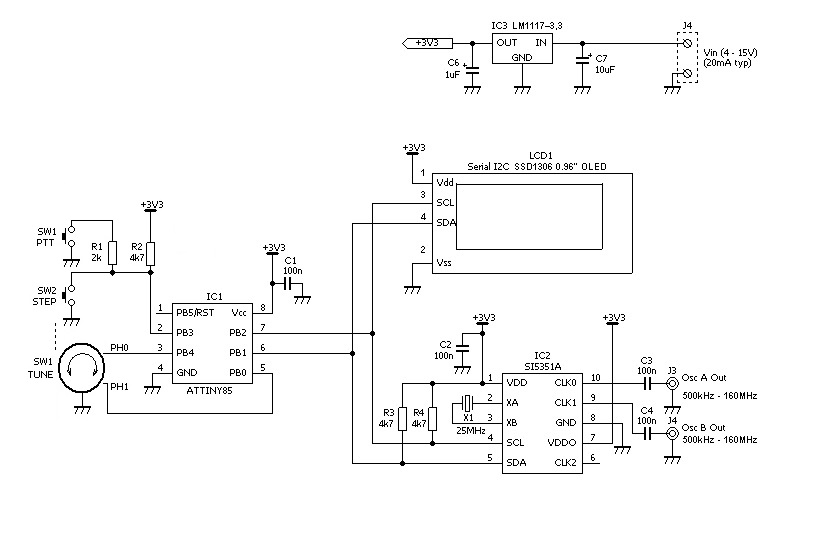 IC3 LM1117-3,3
J4
+3V3
OUT IN
GND
C6
1uF
C7
10uF
Vin (4 - 15V)
(20mA typ)
LCD1
Serial I2C SSD1306 0.96" OLED
+3V3
1
Vdd
3
SCL
4
SDA
2
Vss
+3V3
SW1
PTT
R1
2k
R2
4k7
+3V3
C1
100n
SW2
STEP
IC1
1 PB5/RST Vcc 8
2 PB3 PB2 7
3 PB4 PB1 6
4 GND PB0 5
ATTINY85
PH0
SW1
TUNE
PH1
+3V3
+3V3
C2
100n
IC2
SI5351A
1 VDD CLK0 10
2 XA CLK1 9
3 XB GND 8
4 SCL VDDO 7
5 SDA CLK2 6
R3
4k7
R4
4k7
X1
25MHz
C3
100n
J3
Osc A Out
500kHz - 160MHz
C4
100n
J4
Osc B Out
500kHz - 160MHz